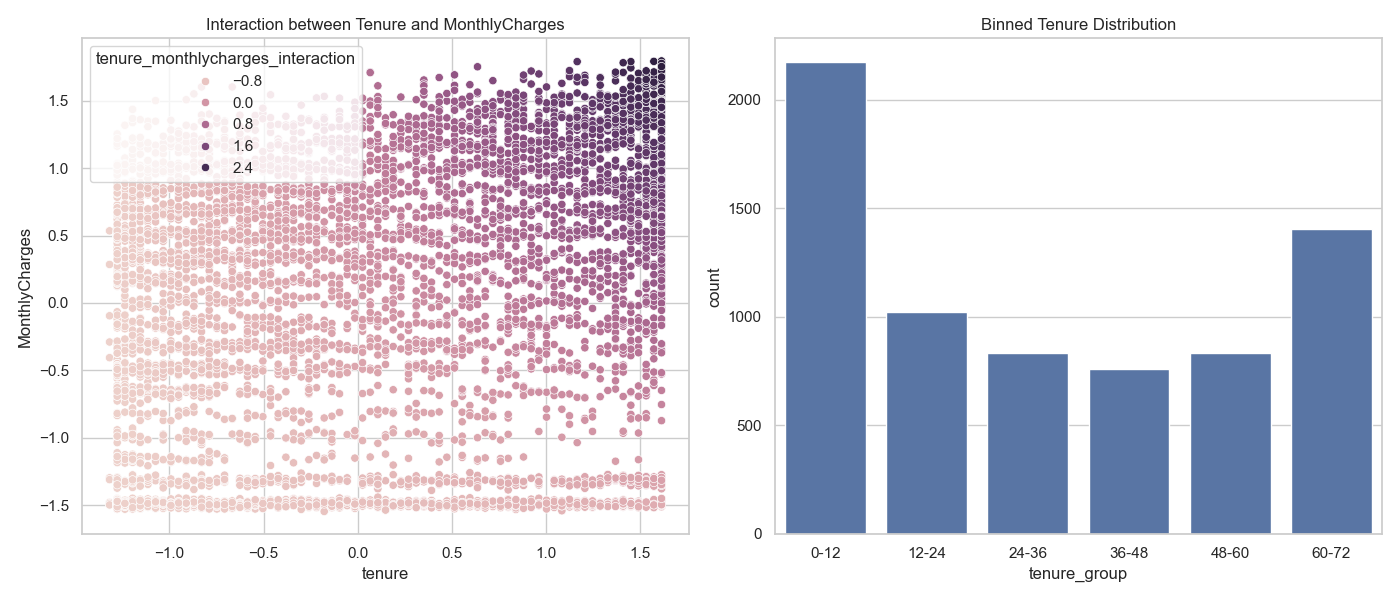 Interaction between Tenure and MonthlyCharges
tenure_monthlycharges_interaction
−0.8
0.0
0.8
1.6
2.4
1.5
1.0
0.5
0.0
−0.5
−1.0
−1.5
MonthlyCharges
−1.0 −0.5 0.0 0.5 1.0 1.5
tenure
Binned Tenure Distribution
2000
1500
1000
500
0
count
0-12 12-24 24-36 36-48 48-60 60-72
tenure_group